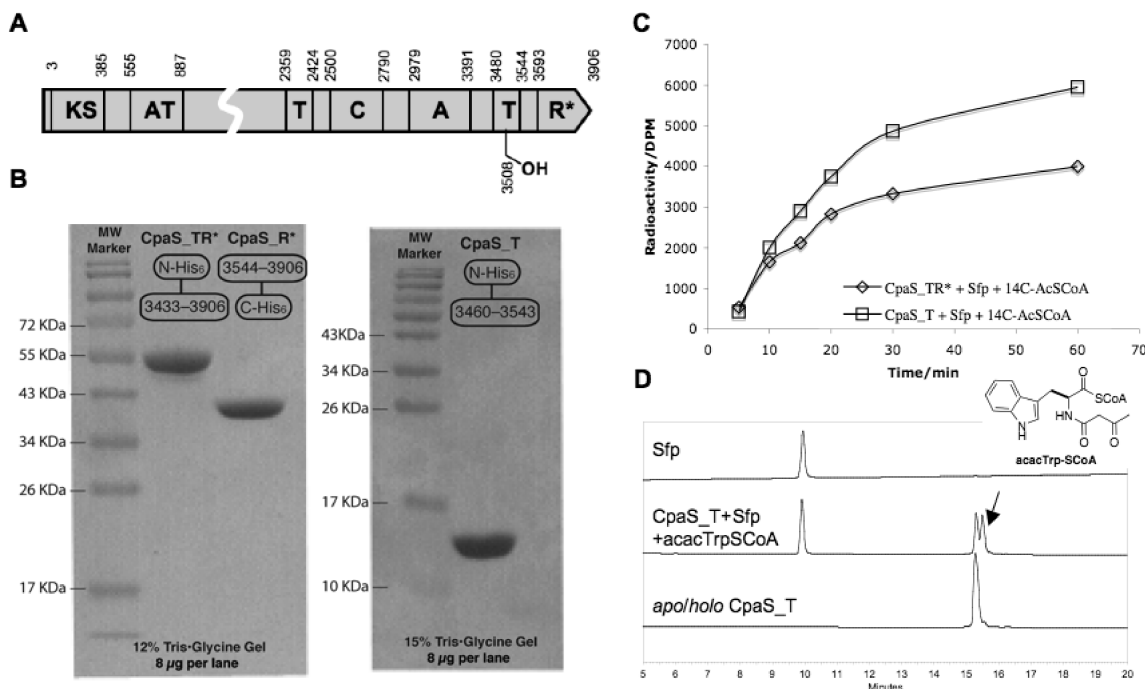 A
3
385
555
887
2359
2424
2500
2790
2979
3391
3480
3544
3593
3906
KS
AT
T
C
A
T
R*
3508
OH
B
MW
Marker
CpaS_TR*
CpaS_R*
N-His6
3544–3906
3433–3906
C-His6
72 KDa
55 KDa
43 KDa
34 KDa
26 KDa
17 KDa
12% Tris•Glycine Gel
8 µg per lane
MW
Marker
CpaS_T
N-His6
3460–3543
43KDa
34 KDa
26 KDa
17 KDa
10 KDa
15% Tris•Glycine Gel
8 µg per lane
C
Radioactivity/DPM
7000
6000
5000
4000
3000
2000
1000
0
CpaS_TR* + Sfp + 14C-AcSCoA
CpaS_T + Sfp + 14C-AcSCoA
0 10 20 30 40 50 60 70
Time/min
D
O
SCoA
HN
N
H
O O
acacTrp-SCoA
Sfp
CpaS_T+Sfp
+acacTrpSCoA
apo/holo CpaS_T
5 6 7 8 9 10 11 12 13 14 15 16 17 18 19 20
Minutes